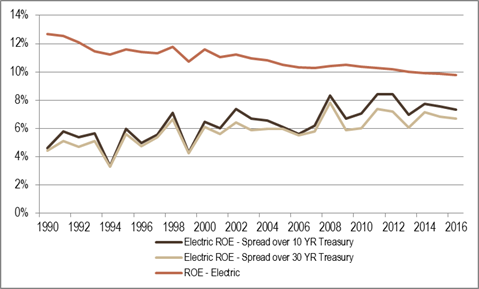 14%
12%
10%
8%
6%
4%
2%
0%
1990 1992 1994 1996 1998 2000 2002 2004 2006 2008 2010 2012 2014 2016
Electric ROE - Spread over 10 YR Treasury
Electric ROE - Spread over 30 YR Treasury
ROE - Electric